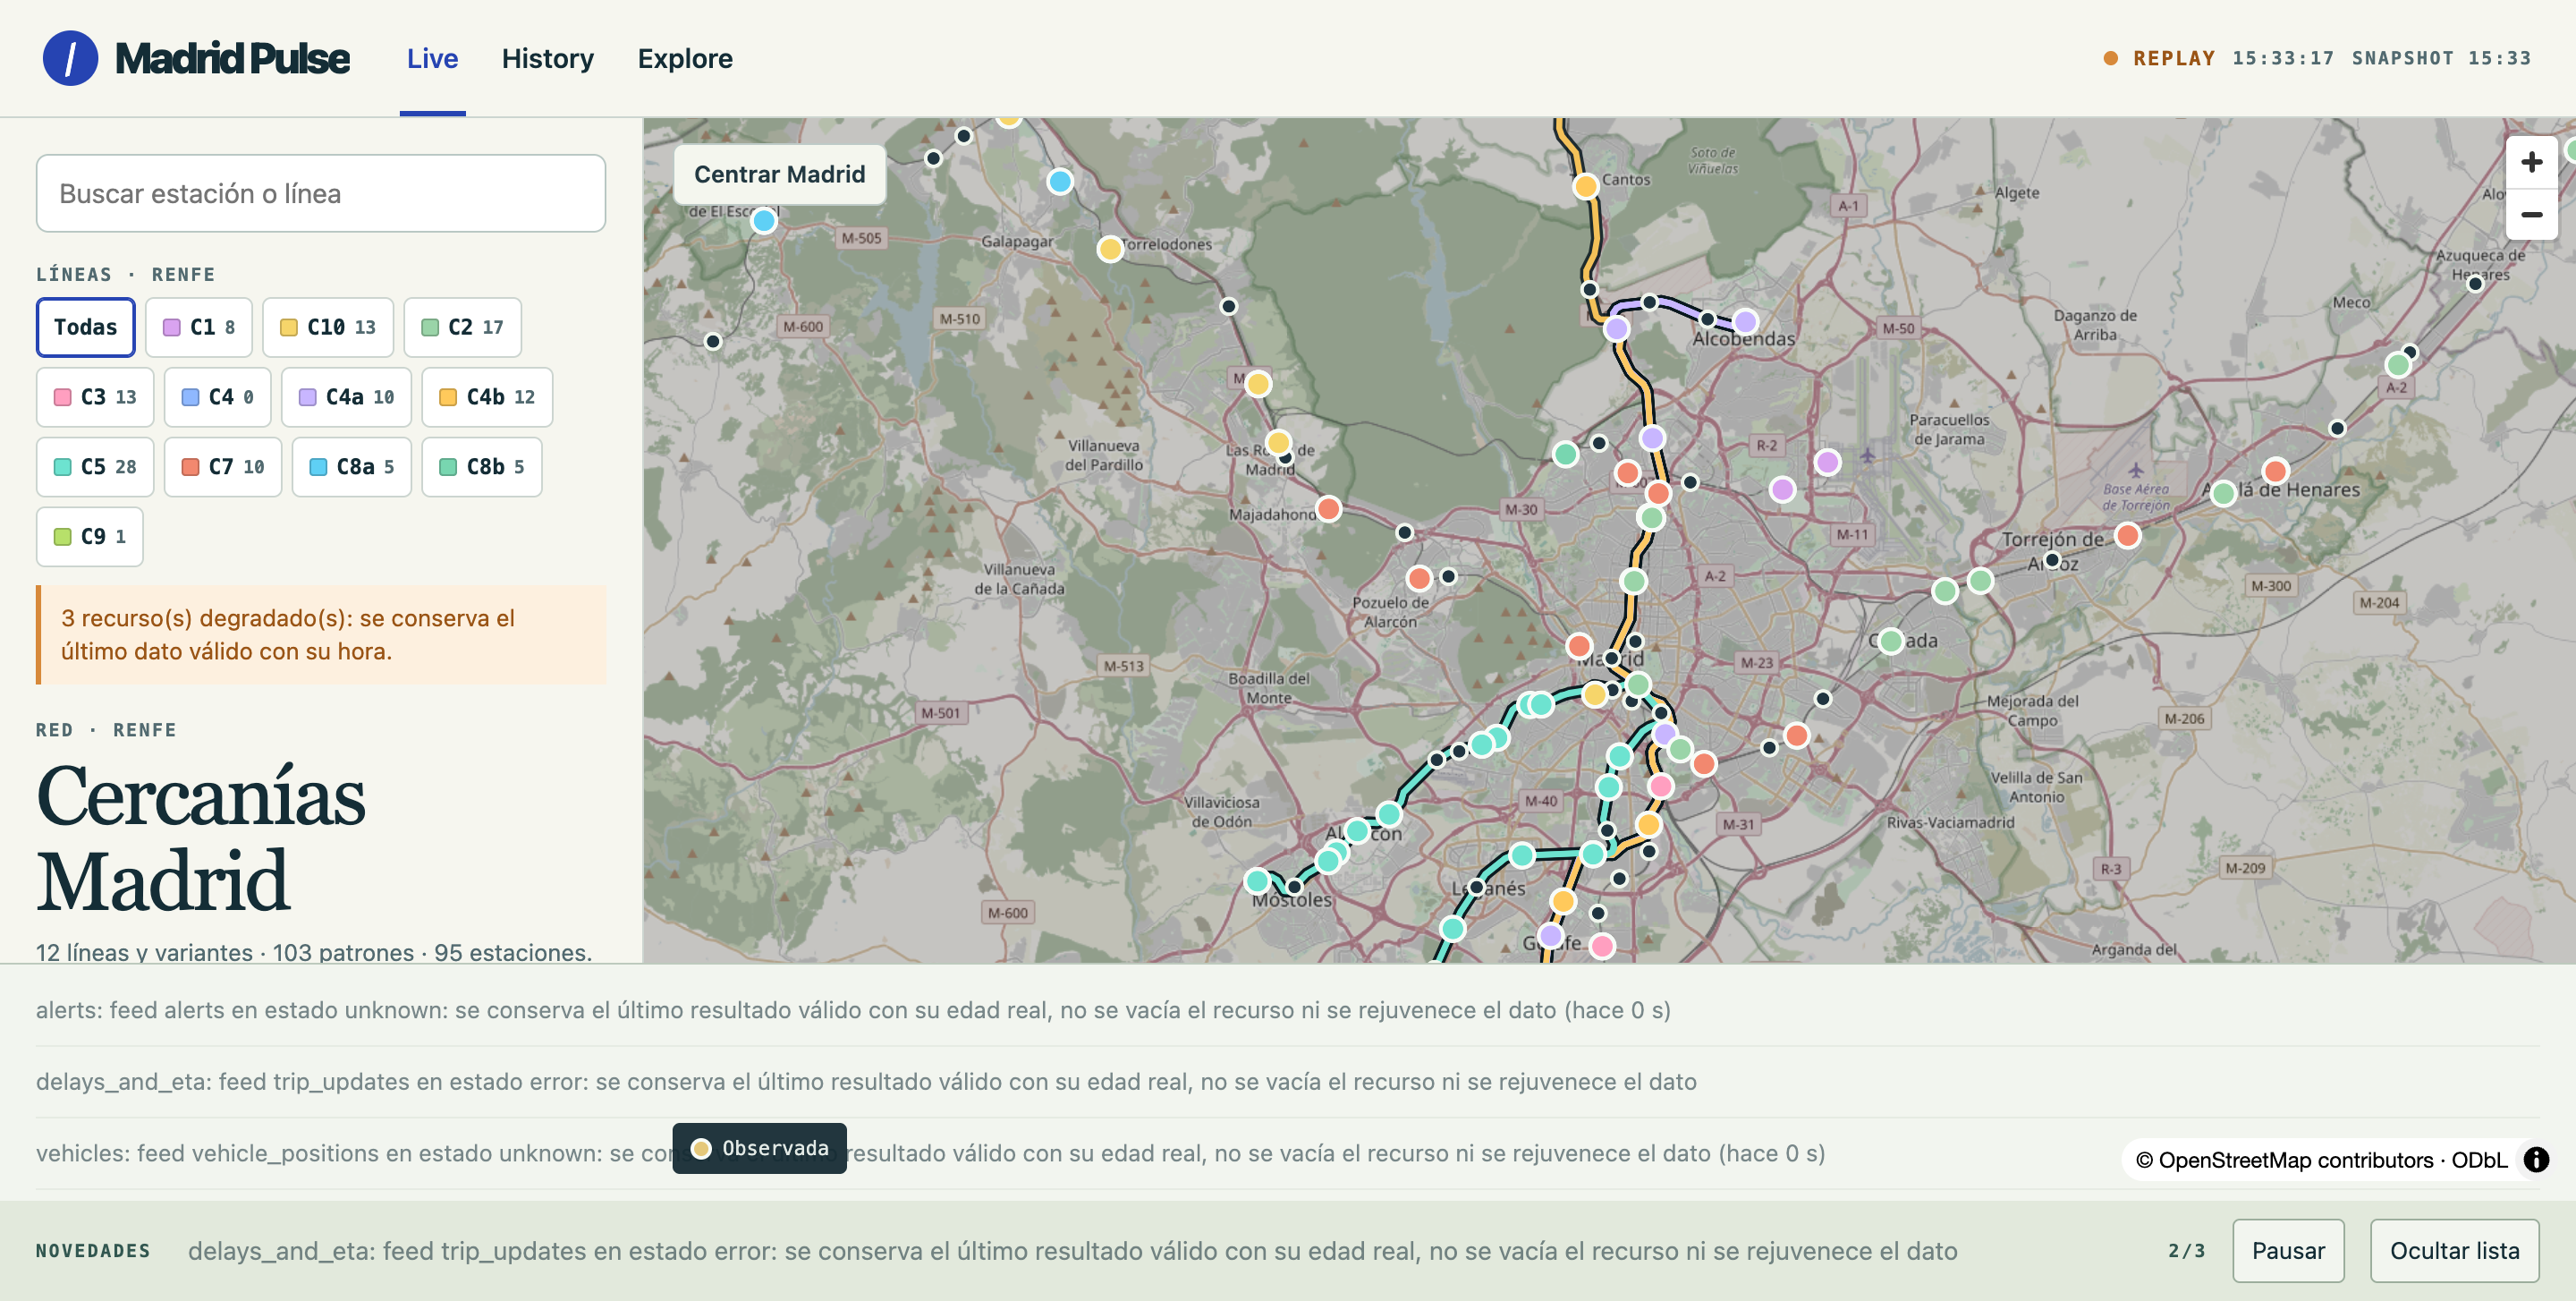 Madrid Pulse
Live
History
Explore
REPLAY 15:33:17 SNAPSHOT 15:33
Buscar estación o línea
LÍNEAS · RENFE
Todas
C1 8
C10 13
C2 17
C3 13
C4 0
C4a 10
C4b 12
C5 28
C7 10
C8a 5
C8b 5
C9 1
3 recurso(s) degradado(s): se conserva el
último dato válido con su hora.
RED · RENFE
Cercanías
Madrid
12 líneas y variantes · 103 patrones · 95 estaciones.
Centrar Madrid
+
−
Soto de
Viñuelas
Cantos
A-1
Algete
M-505
Galapagar
Torrelodones
Azuqueca de
Henares
Meco
M-600
M-510
Alcobendas
M-50
Daganzo de
Arriba
A-2
Villanueva
del Pardillo
Madrid
R-2
Paracuellos
de Jarama
Base Aérea
de Torrejón
de Henares
M-30
M-11
Torrejón de
Villanueva
de la Cañada
A-2
M-300
M-204
Pozuelo de
Alarcón
M-513
M-23
Boadilla del
Monte
M-501
Mejorada del
Campo
M-206
Velilla de San
Antonio
Villaviciosa
de Odón
M-40
M-31
Rivas-Vaciamadrid
R-3
M-209
Móstoles
M-600
Arganda del
alerts: feed alerts en estado unknown: se conserva el último resultado válido con su edad real, no se vacía el recurso ni se rejuvenece el dato (hace 0 s)
delays_and_eta: feed trip_updates en estado error: se conserva el último resultado válido con su edad real, no se vacía el recurso ni se rejuvenece el dato
vehicles: feed vehicle_positions en estado unknown: se resultado válido con su edad real, no se vacía el recurso ni se rejuvenece el dato (hace 0 s)
Observada
© OpenStreetMap contributors · ODbL
NOVEDADES
delays_and_eta: feed trip_updates en estado error: se conserva el último resultado válido con su edad real, no se vacía el recurso ni se rejuvenece el dato
2/3
Pausar
Ocultar lista